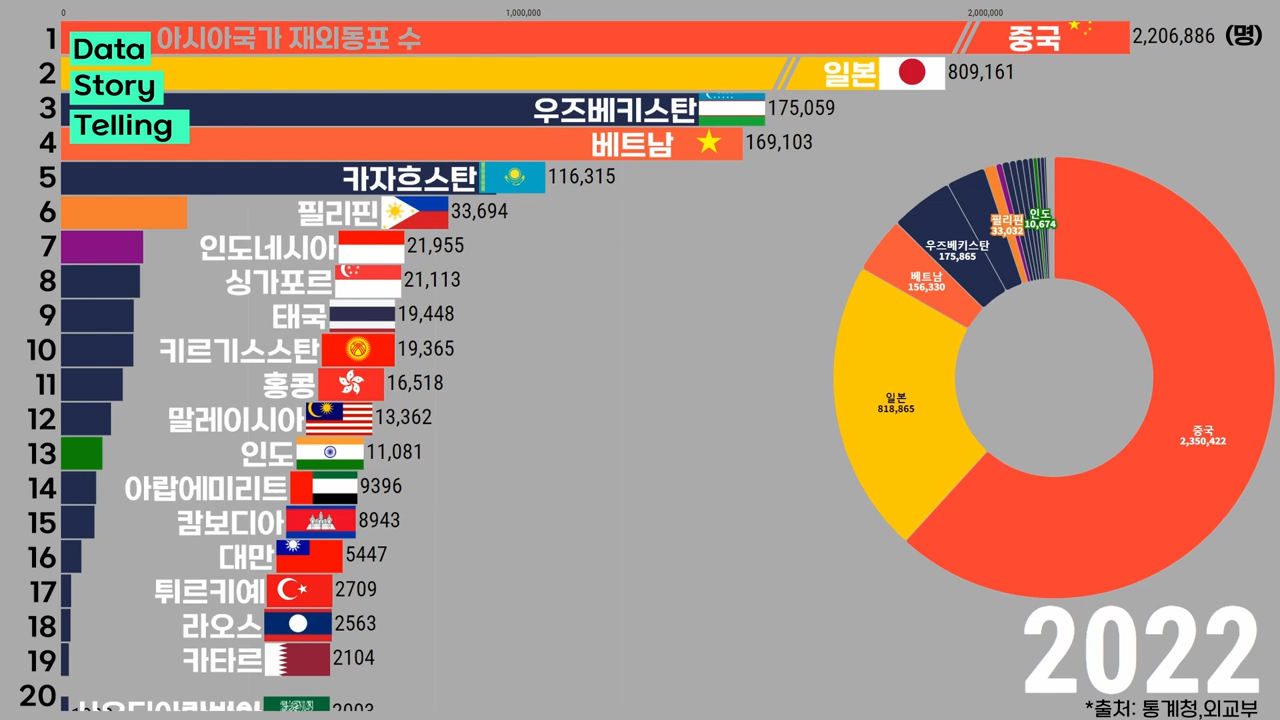 0 1,000,000 2,000,000
1 아시아국가 재외동포 수 중국 2,206,886 (명)
Data
Story
Telling
2 일본 809,161
3 우즈베키스탄 175,059
4 베트남 169,103
5 카자흐스탄 116,315
6 필리핀 33,694
7 인도네시아 21,955
8 싱가포르 21,113
9 태국 19,448
10 키르기스스탄 19,365
11 홍콩 16,518
12 말레이시아 13,362
13 인도 11,081
14 아랍에미리트 9396
15 캄보디아 8943
16 대만 5447
17 튀르키예 2709
18 라오스 2563
19 카타르 2104
20
필리핀
33,032
인도
10,674
우즈베키스탄
175,865
베트남
156,330
일본
818,865
중국
2,350,422
2022
*출처: 통계청,외교부